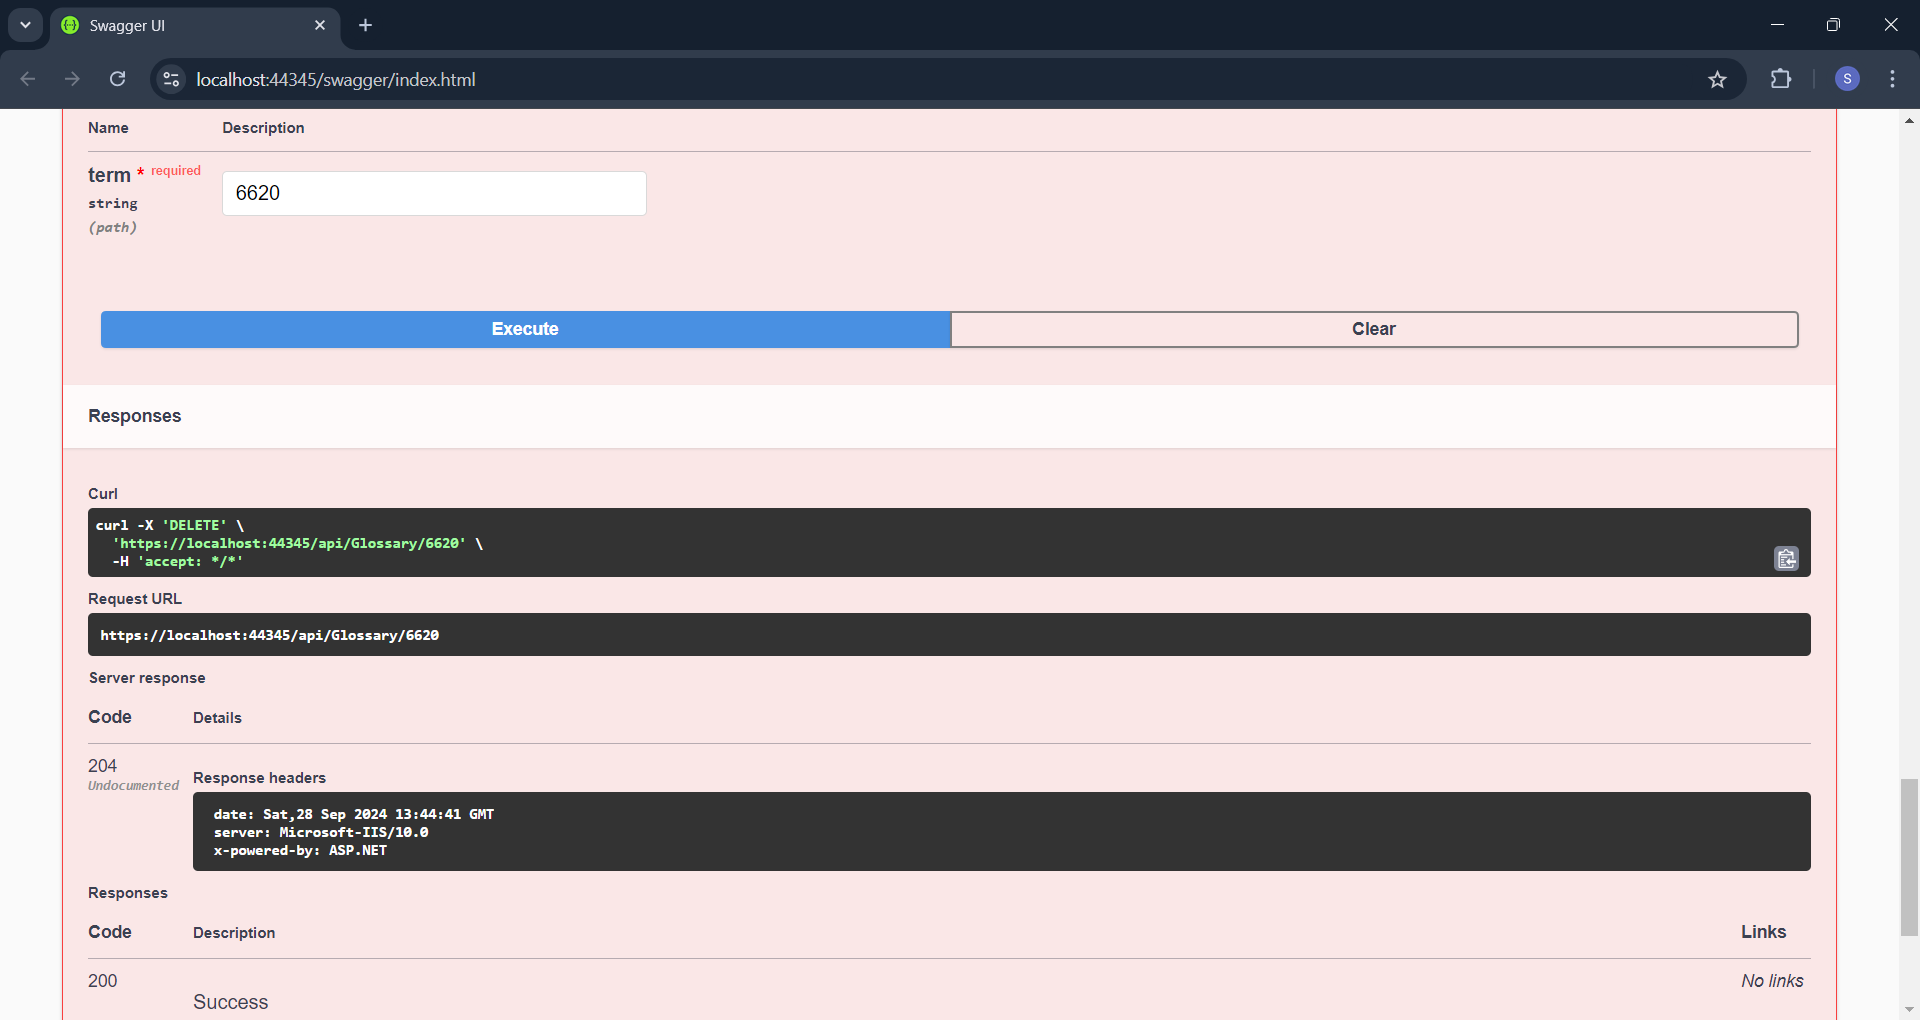 Swagger UI
localhost:44345/swagger/index.html
S
Name Description
term * required
string
(path)
6620
Execute Clear
Responses
Curl
curl -X 'DELETE' \
'https://localhost:44345/api/Glossary/6620' \
-H 'accept: */*'
Request URL
https://localhost:44345/api/Glossary/6620
Server response
Code Details
204
Undocumented
Response headers
date: Sat,28 Sep 2024 13:44:41 GMT
server: Microsoft-IIS/10.0
x-powered-by: ASP.NET
Responses
Code Description Links
200 No links
Success